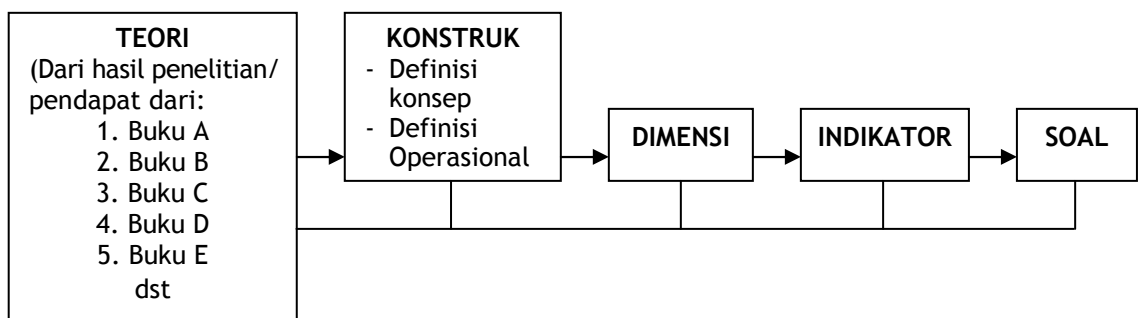 TEORI
(Dari hasil penelitian/
pendapat dari:
1. Buku A
2. Buku B
3. Buku C
4. Buku D
5. Buku E
dst
KONSTRUK
- Definisi
konsep
- Definisi
Operasional
DIMENSI
INDIKATOR
SOAL